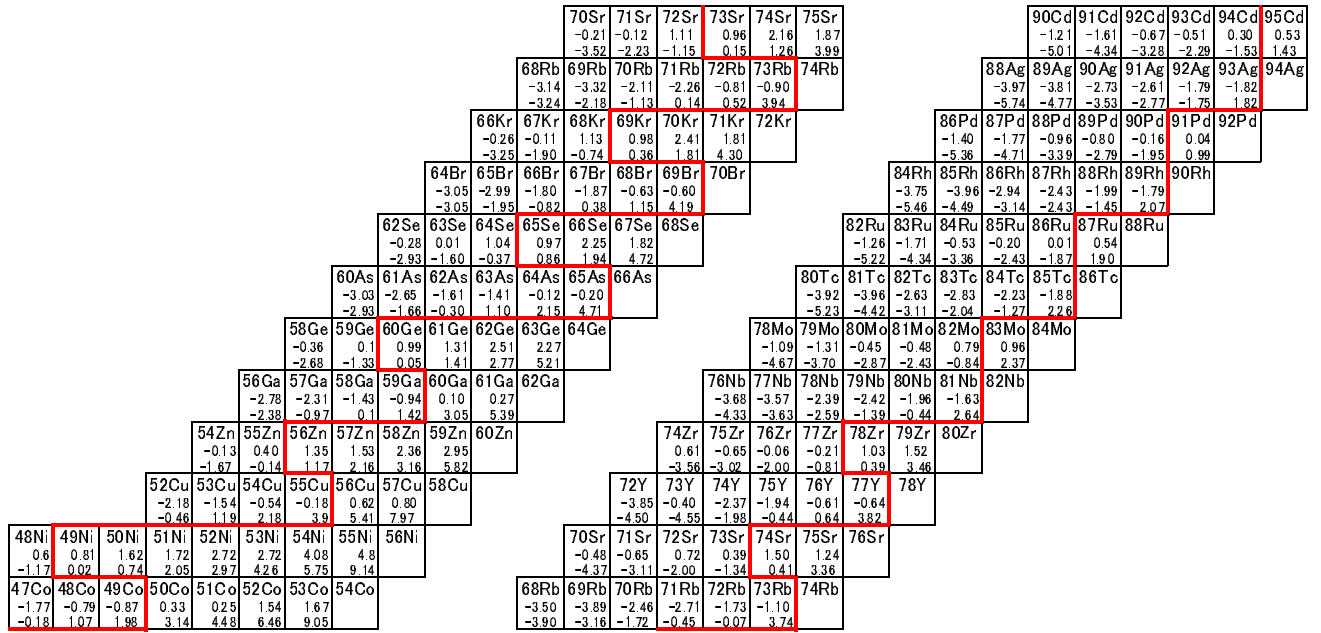 70Sr 71Sr 72Sr 73Sr 74Sr 75Sr 90Cd 91Cd 92Cd 93Cd 94Cd 95Cd
-0.21 -0.12 1.11 0.96 2.16 1.87 -1.21 -1.61 -0.67 -0.51 0.30 0.53
-3.52 -2.23 -1.15 0.15 1.26 3.99 -5.01 -4.34 -3.28 -2.29 -1.53 1.43
68Rb 69Rb 70Rb 71Rb 72Rb 73Rb 74Rb 88Ag 89Ag 90Ag 91Ag 92Ag 93Ag 94Ag
-3.14 -3.32 -2.11 -2.26 -0.81 -0.90 -3.97 -3.81 -2.73 -2.61 -1.79 -1.82
-3.24 -2.18 -1.13 0.14 0.52 3.94 -5.74 -4.77 -3.53 -2.77 -1.75 1.82
66Kr 67Kr 68Kr 69Kr 70Kr 71Kr 72Kr 86Pd 87Pd 88Pd 89Pd 90Pd 91Pd 92Pd
-0.26 -0.11 1.13 0.98 2.41 1.81 -1.40 -1.77 -0.96 -0.80 -0.16 0.04
-3.25 -1.90 -0.74 0.36 1.81 4.30 -5.36 -4.71 -3.39 -2.79 -1.95 0.99
64Br 65Br 66Br 67Br 68Br 69Br 70Br 84Rh 85Rh 86Rh 87Rh 88Rh 89Rh 90Rh
-3.05 -2.99 -1.80 -1.87 -0.63 -0.60 -3.75 -3.96 -2.94 -2.43 -1.99 -1.79
-3.05 -1.95 -0.82 0.38 1.15 4.19 -5.46 -4.49 -3.14 -2.43 -1.45 2.07
62Se 63Se 64Se 65Se 66Se 67Se 68Se 82Ru 83Ru 84Ru 85Ru 86Ru 87Ru 88Ru
-0.28 0.01 1.04 0.97 2.25 1.82 -1.26 -1.71 -0.53 -0.20 0.01 0.54
-2.93 -1.60 -0.37 0.86 1.94 4.72 -5.22 -4.34 -3.36 -2.43 -1.87 1.90
60As 61As 62As 63As 64As 65As 66As 80Tc 81Tc 82Tc 83Tc 84Tc 85Tc 86Tc
-3.03 -2.65 -1.61 -1.41 -0.12 -0.20 -3.92 -3.96 -2.63 -2.83 -2.23 -1.88
-2.93 -1.66 -0.30 1.10 2.15 4.71 -5.23 -4.42 -3.11 -2.04 -1.27 2.26
58Ge 59Ge 60Ge 61Ge 62Ge 63Ge 64Ge 78Mo 79Mo 80Mo 81Mo 82Mo 83Mo 84Mo
-0.36 0.1 0.99 1.31 2.51 2.27 -1.09 -1.31 -0.45 -0.48 0.79 0.96
-2.68 -1.33 0.05 1.41 2.77 5.21 -4.67 -3.70 -2.87 -2.43 -0.84 2.37
56Ga 57Ga 58Ga 59Ga 60Ga 61Ga 62Ga 76Nb 77Nb 78Nb 79Nb 80Nb 81Nb 82Nb
-2.78 -2.31 -1.43 -0.94 0.10 0.27 -3.68 -3.57 -2.39 -2.42 -1.96 -1.63
-2.38 -0.97 0.1 1.42 3.05 5.39 -4.33 -3.63 -2.59 -1.39 -0.44 2.64
54Zn 55Zn 56Zn 57Zn 58Zn 59Zn 60Zn 74Zr 75Zr 76Zr 77Zr 78Zr 79Zr 80Zr
-0.13 0.40 1.35 1.53 2.36 2.95 0.61 -0.65 -0.06 -0.21 1.03 1.52
-1.67 -0.14 1.17 2.16 3.16 5.82 -3.56 -3.02 -2.00 -0.81 0.39 3.46
52Cu 53Cu 54Cu 55Cu 56Cu 57Cu 58Cu 72Y 73Y 74Y 75Y 76Y 77Y 78Y
-2.18 -1.54 -0.54 -0.18 0.62 0.80 -3.85 -0.40 -2.37 -1.94 -0.61 -0.64
-0.46 1.19 2.18 3.9 5.41 7.97 -4.50 -4.55 -1.98 -0.44 0.64 3.82
48Ni 49Ni 50Ni 51Ni 52Ni 53Ni 54Ni 55Ni 56Ni 70Sr 71Sr 72Sr 73Sr 74Sr 75Sr 76Sr
0.6 0.81 1.62 1.72 2.72 2.72 4.08 4.8 -0.48 -0.65 0.72 0.39 1.50 1.24
-1.17 0.02 0.74 2.05 2.97 4.26 5.75 9.14 -4.37 -3.11 -2.00 -1.34 0.41 3.36
47Co 48Co 49Co 50Co 51Co 52Co 53Co 54Co 68Rb 69Rb 70Rb 71Rb 72Rb 73Rb 74Rb
-1.77 -0.79 -0.87 0.33 0.25 1.54 1.67 -3.50 -3.89 -2.46 -2.71 -1.73 -1.10
-0.18 1.07 1.98 3.14 4.48 6.46 9.05 -3.90 -3.16 -1.72 -0.45 -0.07 3.74